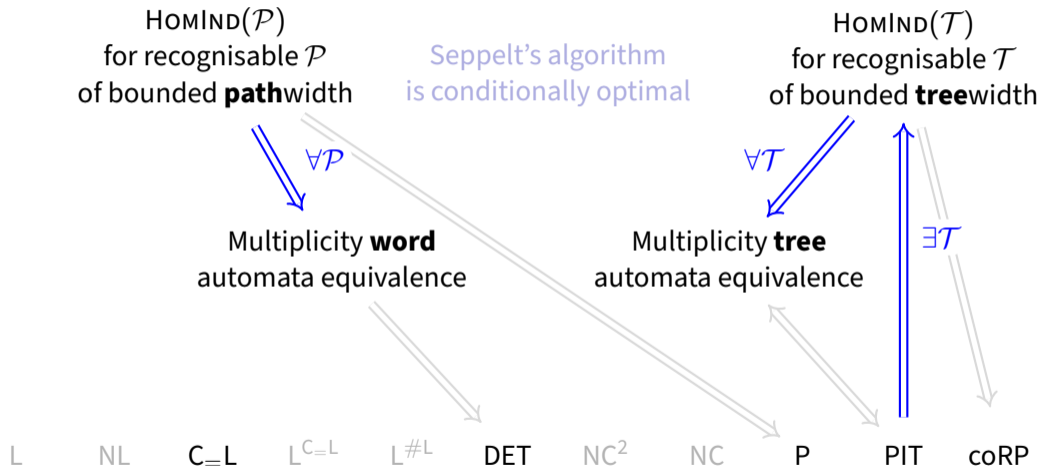 HOMIND(𝒫)
for recognisable 𝒫
of bounded pathwidth
Seppelt's algorithm
is conditionally optimal
HOMIND(𝒯)
for recognisable 𝒯
of bounded treewidth
∀𝒫
∀𝒯
∃𝒯
Multiplicity word
automata equivalence
Multiplicity tree
automata equivalence
L NL C₌L L^{C₌L} L^{#L} DET NC² NC P PIT coRP